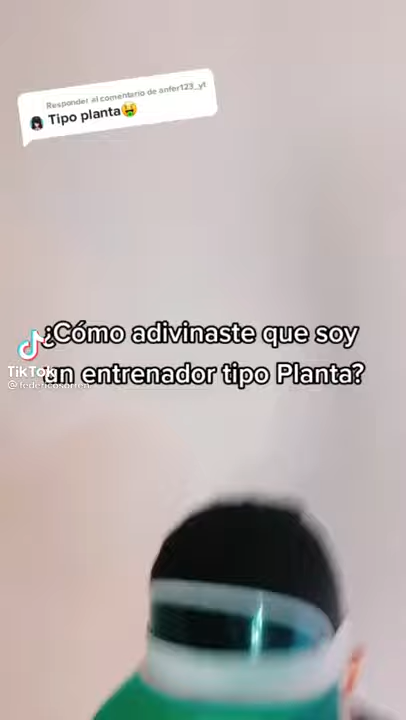 Responder al comentario de anfer123_yt
Tipo planta🤑
¿Cómo adivinaste que soy
un entrenador tipo Planta?
TikTok